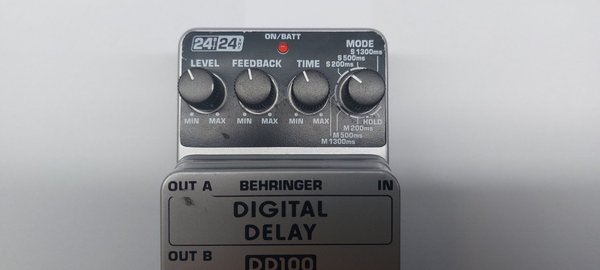 24 BIT 24
ON/BATT
MODE
LEVEL FEEDBACK TIME
S 1300ms
S 500ms
S 200ms
HOLD
M 200ms
M 500ms
M 1300ms
MIN MAX MIN MAX MIN MAX
OUT A BEHRINGER IN
DIGITAL
DELAY
OUT B
DD100